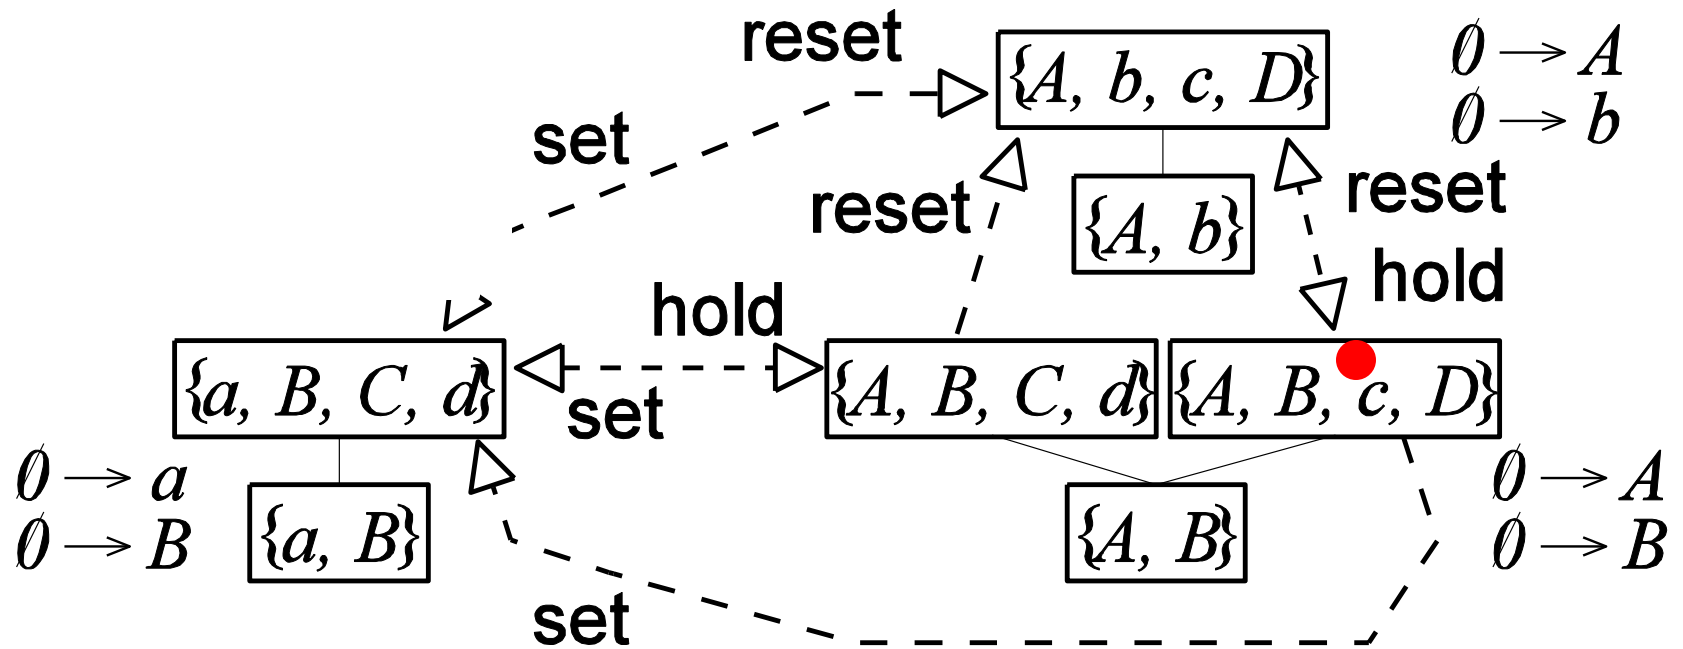 reset
{A, b, c, D}
∅ → A
∅ → b
set
reset
{A, b}
reset
hold
hold
set
{a, B, C, d}
{A, B, C, d}
{A, B, c, D}
∅ → a
∅ → B
{a, B}
{A, B}
∅ → A
∅ → B
set